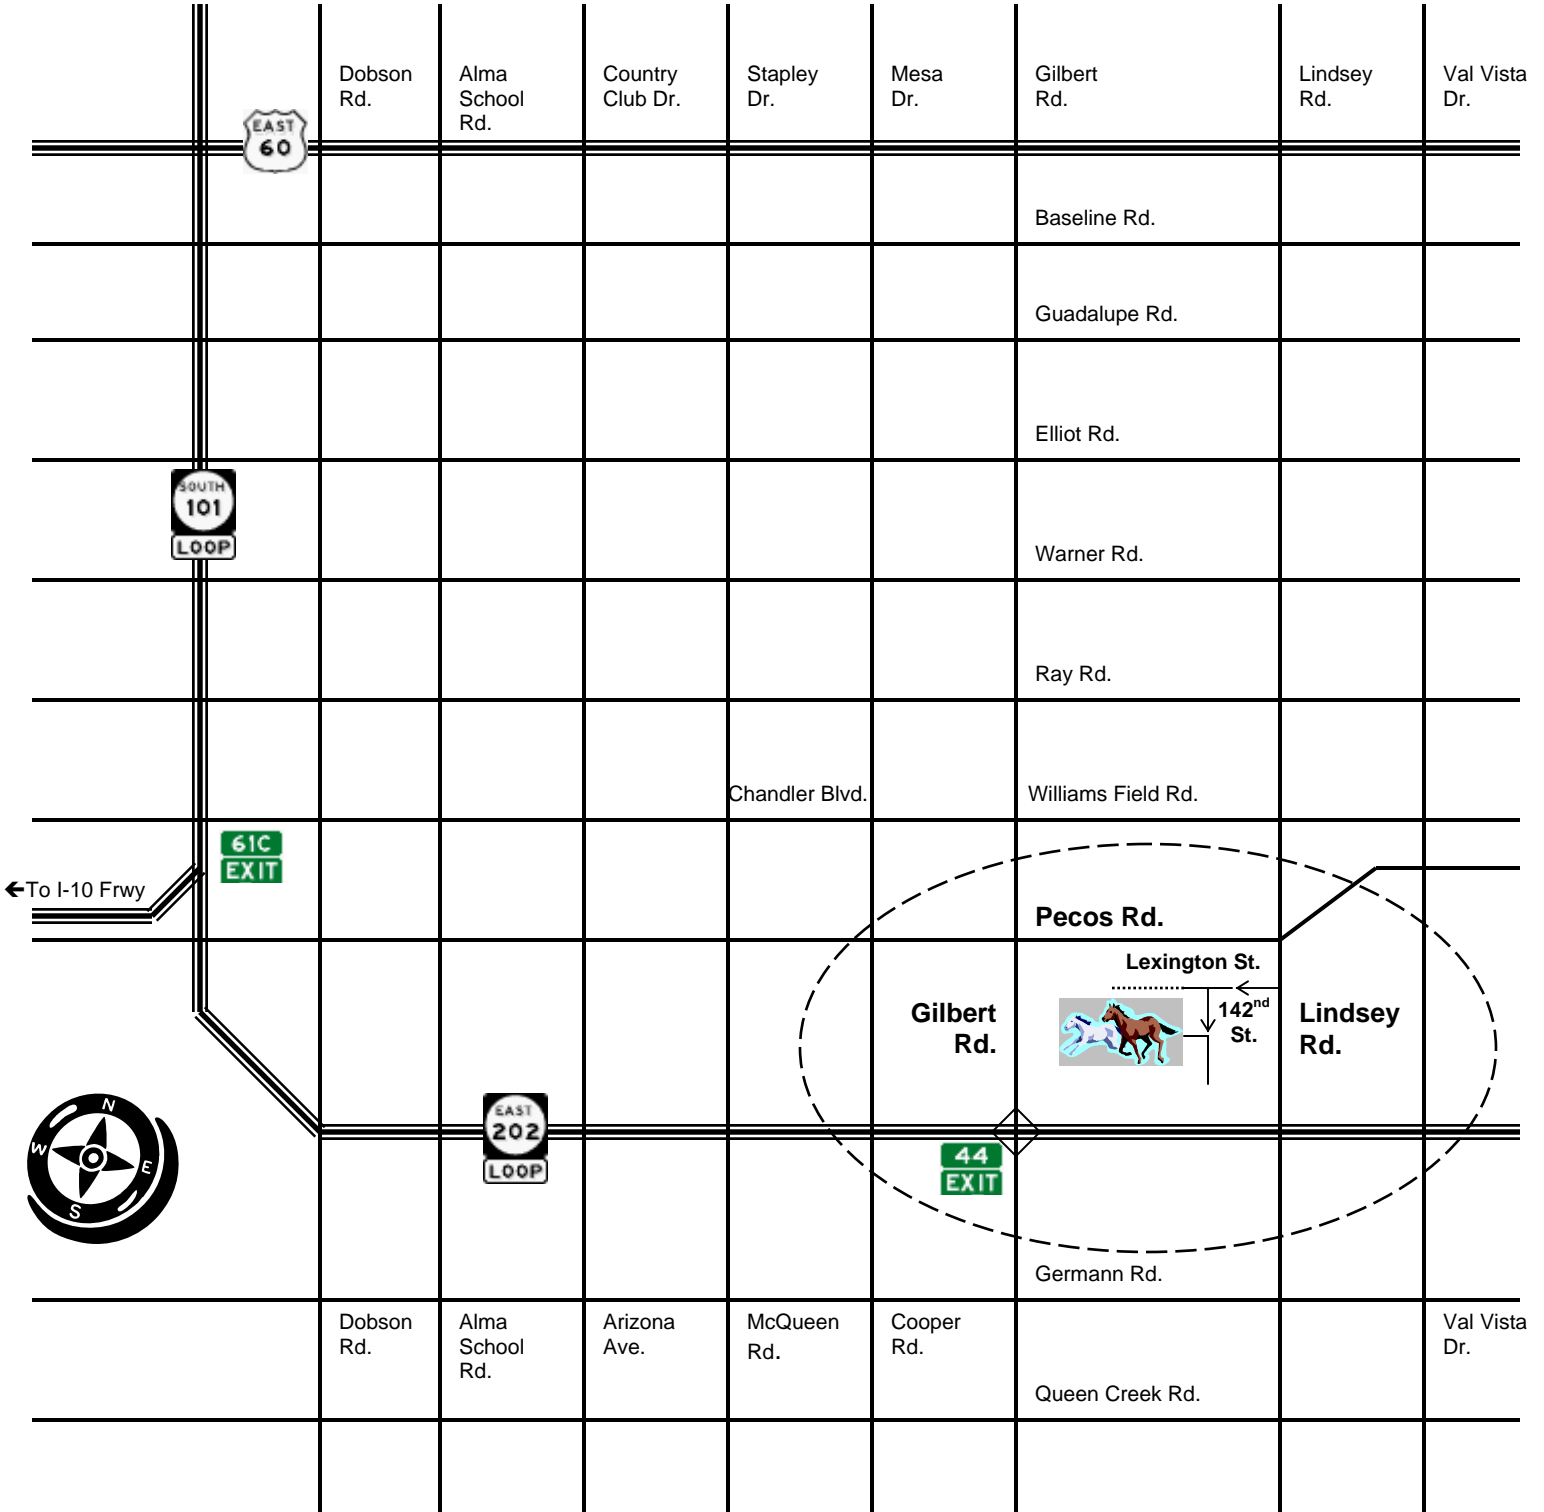 Dobson
Rd.
Alma
School
Rd.
Country
Club Dr.
Stapley
Dr.
Mesa
Dr.
Gilbert
Rd.
Lindsey
Rd.
Val Vista
Dr.
EAST
60
Baseline Rd.
Guadalupe Rd.
Elliot Rd.
SOUTH
101
LOOP
Warner Rd.
Ray Rd.
Chandler Blvd.
Williams Field Rd.
61C
EXIT
←To I-10 Frwy
Pecos Rd.
Lexington St.
Gilbert
Rd.
142nd
St.
Lindsey
Rd.
N
W
E
S
EAST
202
LOOP
44
EXIT
Germann Rd.
Dobson
Rd.
Alma
School
Rd.
Arizona
Ave.
McQueen
Rd.
Cooper
Rd.
Val Vista
Dr.
Queen Creek Rd.